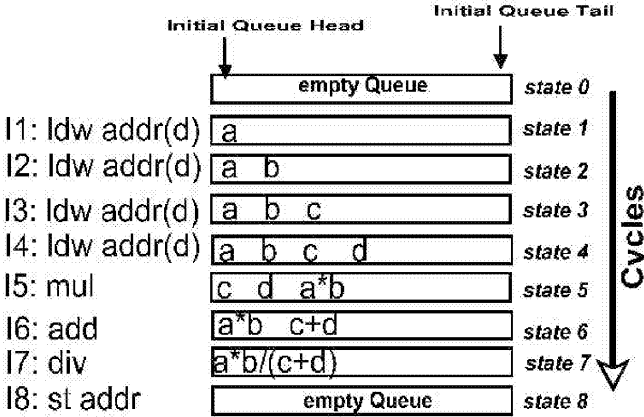 Initial Queue Head
Initial Queue Tail
empty Queue state 0
I1: ldw addr(d) a state 1
I2: ldw addr(d) a b state 2
I3: ldw addr(d) a b c state 3
I4: ldw addr(d) a b c d state 4
I5: mul c d a*b state 5
I6: add a*b c+d state 6
I7: div a*b/(c+d) state 7
I8: st addr empty Queue state 8
Cycles